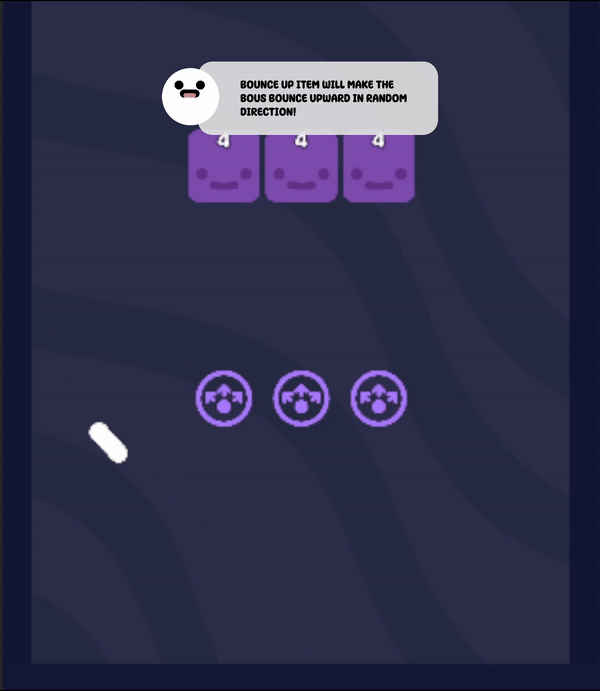 BOUNCE UP ITEM WILL MAKE THE
BOUS BOUNCE UPWARD IN RANDOM
DIRECTION!
4 4 4